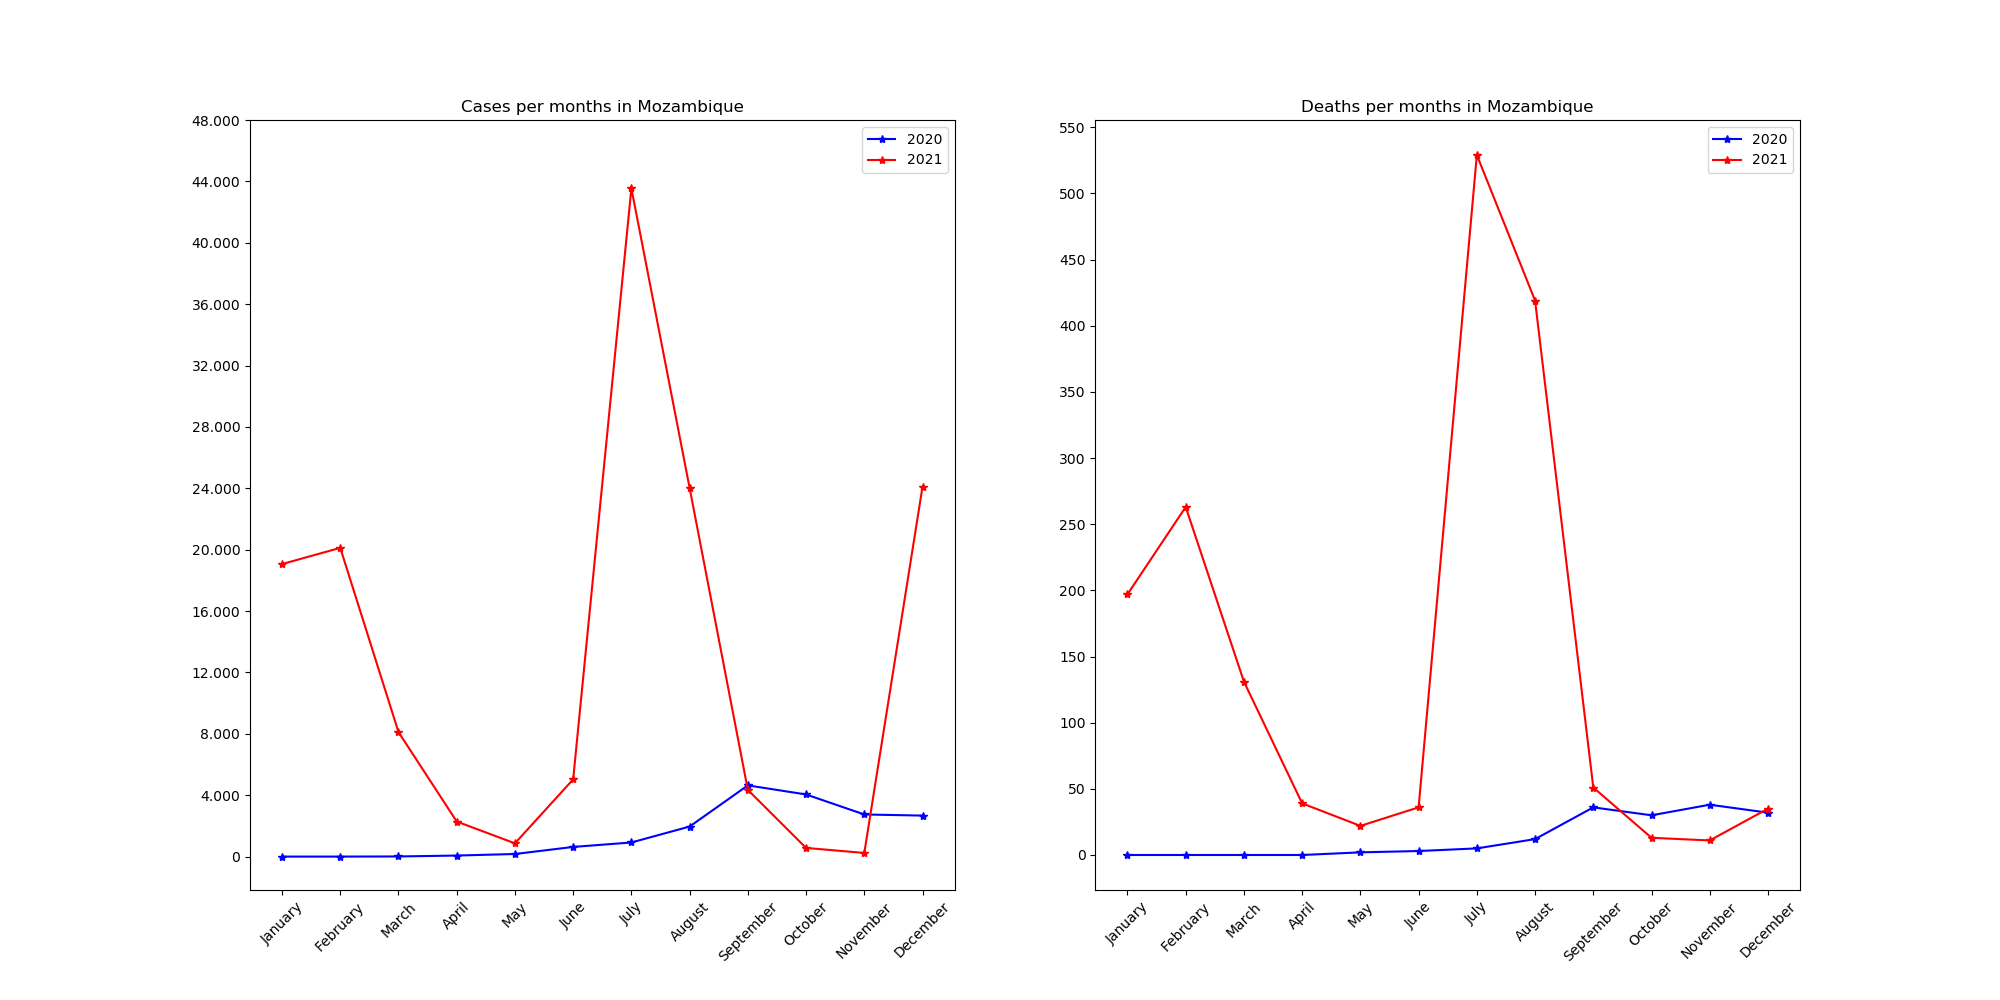 Cases per months in Mozambique
48.000
44.000
40.000
36.000
32.000
28.000
24.000
20.000
16.000
12.000
8.000
4.000
0
2020
2021
January
February
March
April
May
June
July
August
September
October
November
December
Deaths per months in Mozambique
550
500
450
400
350
300
250
200
150
100
50
0
2020
2021
January
February
March
April
May
June
July
August
September
October
November
December